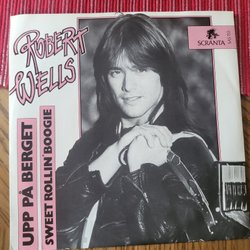 ROBERT
WELLS
SCRANTA
UPP PÅ BERGET
SWEET ROLLIN' BOOGIE